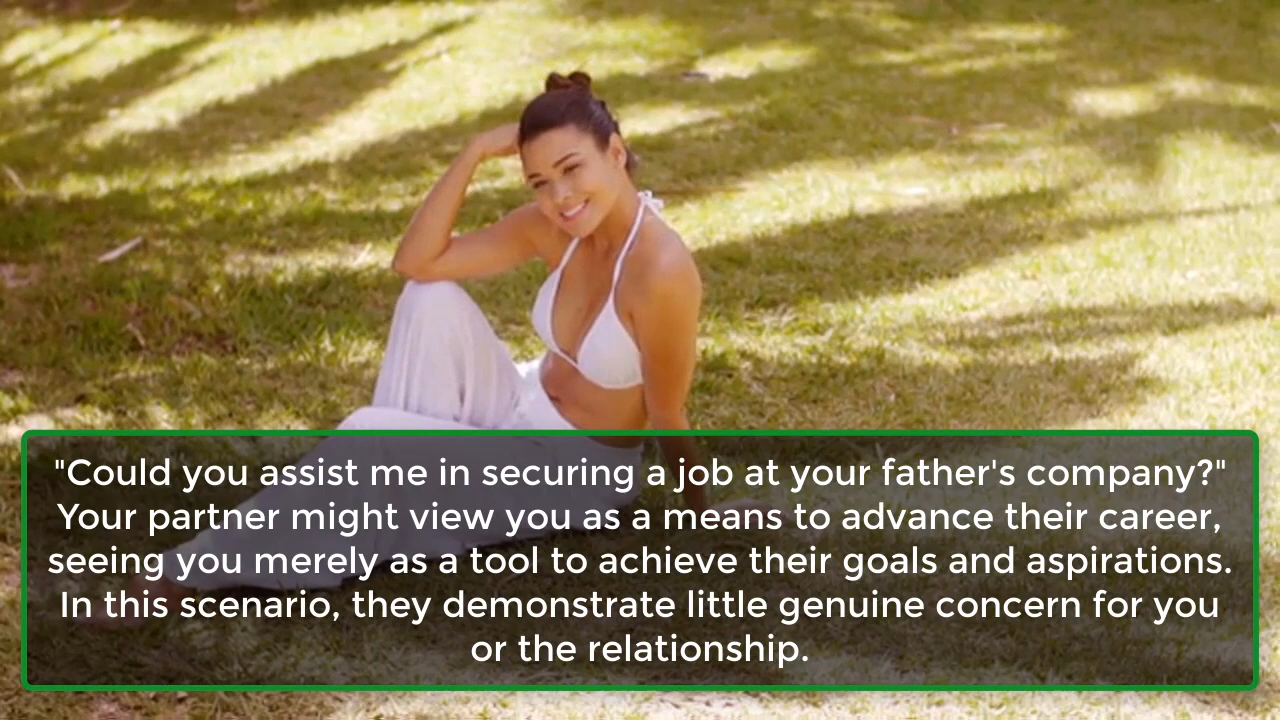 "Could you assist me in securing a job at your father's company?"
Your partner might view you as a means to advance their career,
seeing you merely as a tool to achieve their goals and aspirations.
In this scenario, they demonstrate little genuine concern for you
or the relationship.